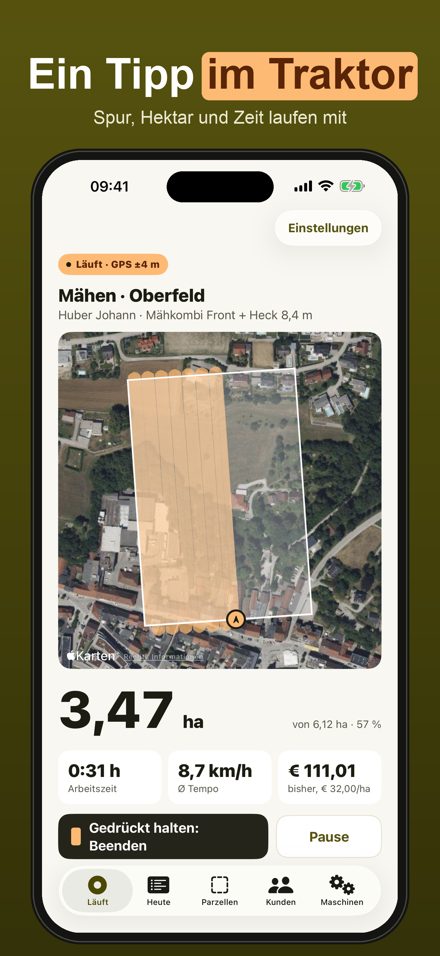 Ein Tipp im Traktor
Spur, Hektar und Zeit laufen mit
09:41
Einstellungen
Läuft · GPS ±4 m
Mähen · Oberfeld
Huber Johann · Mähkombi Front + Heck 8,4 m
Karten
3,47 ha
von 6,12 ha · 57 %
0:31 h
8,7 km/h
€ 111,01
Arbeitszeit
Ø Tempo
bisher, € 32,00/ha
Gedrückt halten:
Beenden
Pause
Läuft
Heute
Parzellen
Kunden
Maschinen